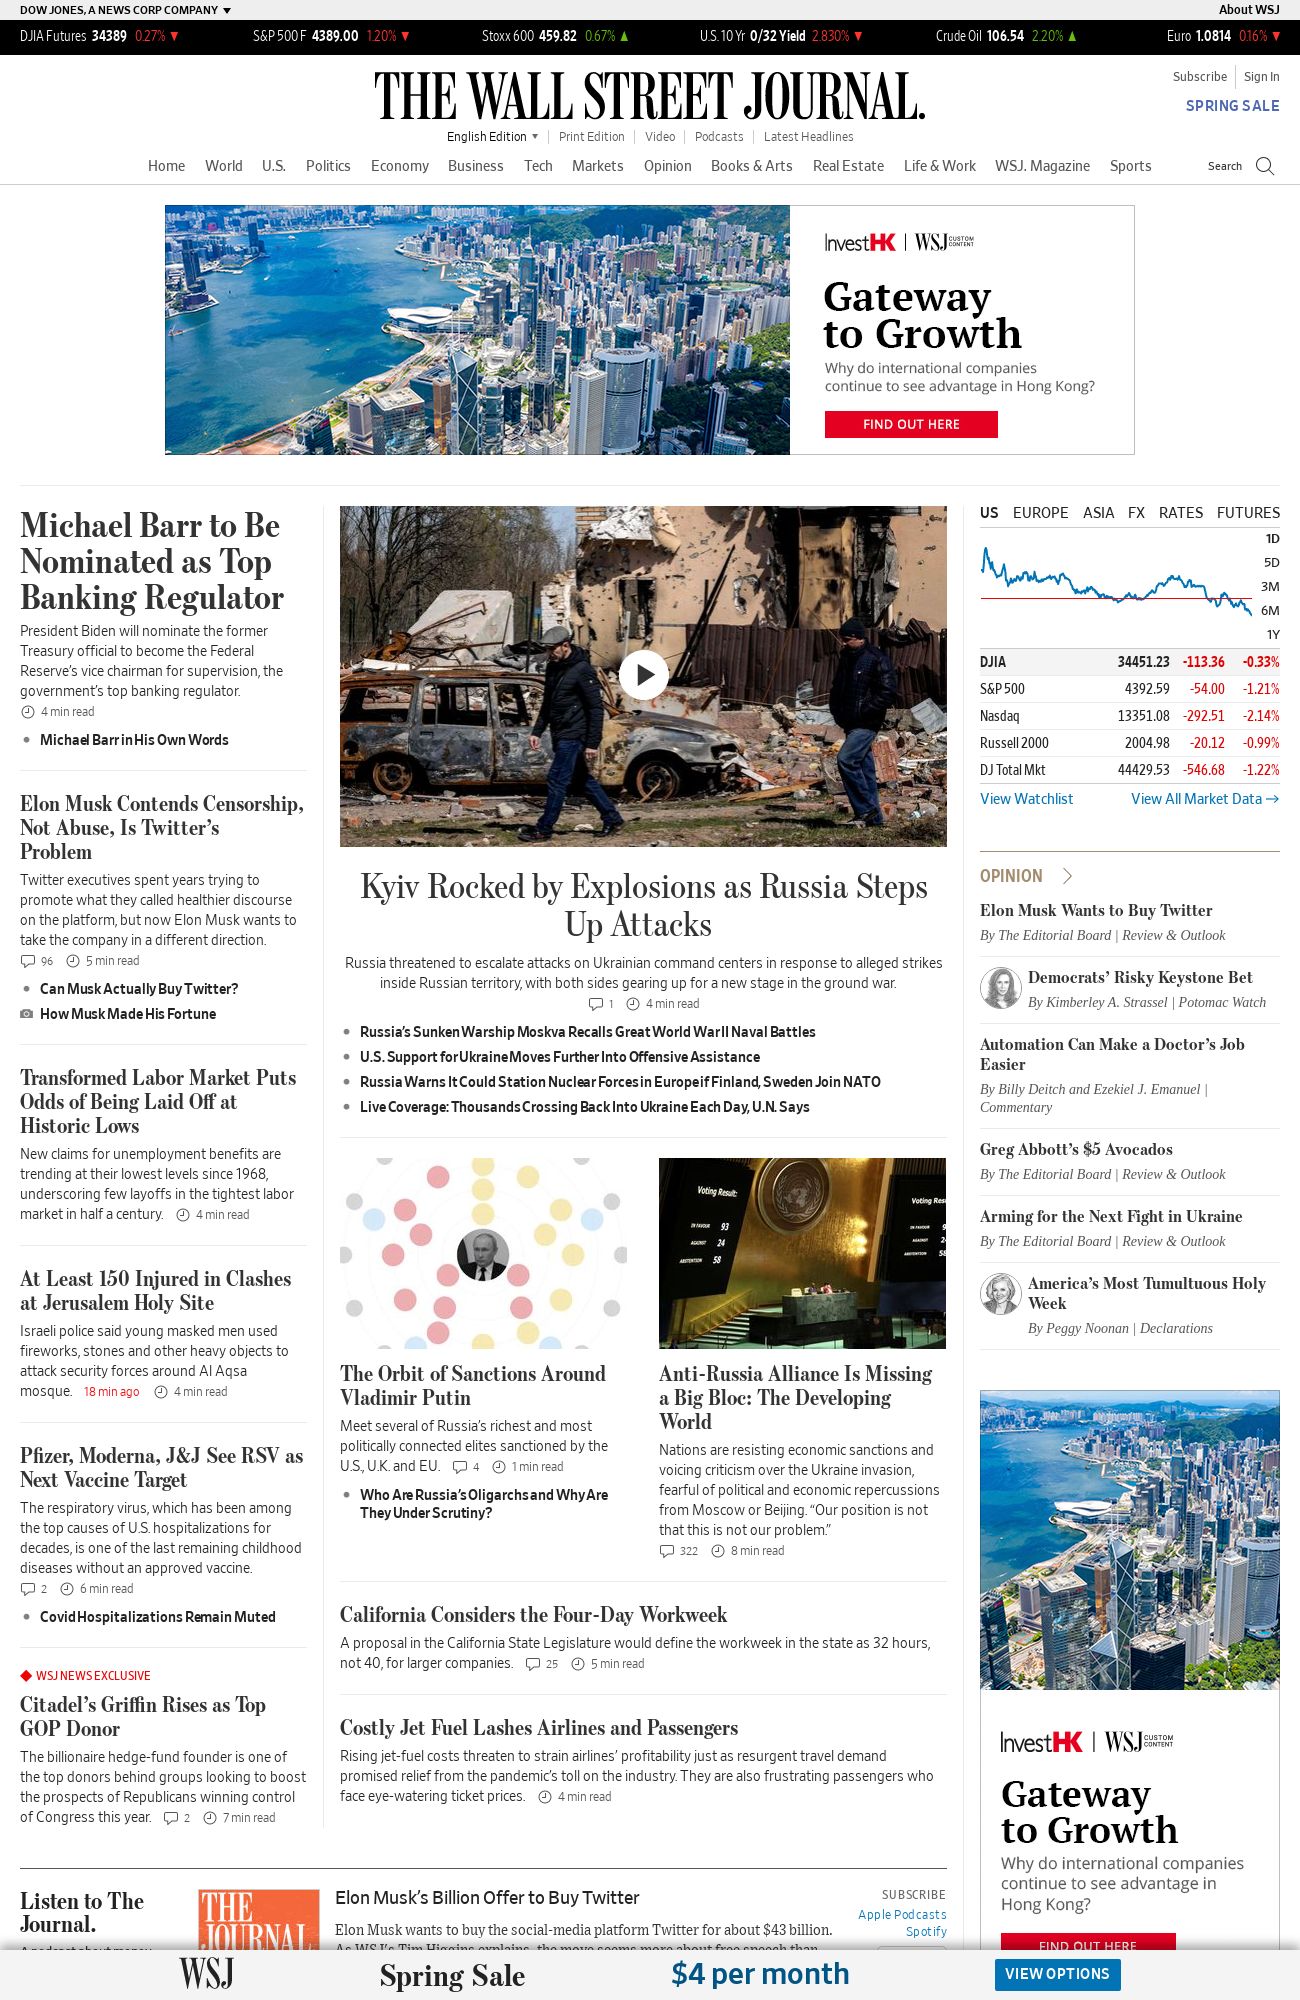 DOW JONES, A NEWS CORP COMPANY
About WSJ
DJIA Futures 34389 0.27%
S&P 500 F 4389.00 1.20%
Stoxx 600 459.82 0.67%
U.S. 10 Yr 0/32 Yield 2.830%
Crude Oil 106.54 2.20%
Euro 1.0814 0.16%
THE WALL STREET JOURNAL.
Subscribe Sign In
SPRING SALE
English Edition Print Edition Video Podcasts Latest Headlines
Home World U.S. Politics Economy Business Tech Markets Opinion Books & Arts Real Estate Life & Work WSJ. Magazine Sports
Search
InvestHK | WSJ CUSTOM CONTENT
Gateway
to Growth
Why do international companies
continue to see advantage in Hong Kong?
FIND OUT HERE
Michael Barr to Be
Nominated as Top
Banking Regulator
President Biden will nominate the former
Treasury official to become the Federal
Reserve’s vice chairman for supervision, the
government’s top banking regulator.
4 min read
Michael Barr in His Own Words
Elon Musk Contends Censorship,
Not Abuse, Is Twitter’s
Problem
Twitter executives spent years trying to
promote what they called healthier discourse
on the platform, but now Elon Musk wants to
take the company in a different direction.
96 5 min read
Can Musk Actually Buy Twitter?
How Musk Made His Fortune
Transformed Labor Market Puts
Odds of Being Laid Off at
Historic Lows
New claims for unemployment benefits are
trending at their lowest levels since 1968,
underscoring few layoffs in the tightest labor
market in half a century. 4 min read
At Least 150 Injured in Clashes
at Jerusalem Holy Site
Israeli police said young masked men used
fireworks, stones and other heavy objects to
attack security forces around Al Aqsa
mosque. 18 min ago 4 min read
Pfizer, Moderna, J&J See RSV as
Next Vaccine Target
The respiratory virus, which has been among
the top causes of U.S. hospitalizations for
decades, is one of the last remaining childhood
diseases without an approved vaccine.
2 6 min read
Covid Hospitalizations Remain Muted
WSJ NEWS EXCLUSIVE
Citadel’s Griffin Rises as Top
GOP Donor
The billionaire hedge-fund founder is one of
the top donors behind groups looking to boost
the prospects of Republicans winning control
of Congress this year. 2 7 min read
Kyiv Rocked by Explosions as Russia Steps
Up Attacks
Russia threatened to escalate attacks on Ukrainian command centers in response to alleged strikes
inside Russian territory, with both sides gearing up for a new stage in the ground war.
1 4 min read
Russia’s Sunken Warship Moskva Recalls Great World War II Naval Battles
U.S. Support for Ukraine Moves Further Into Offensive Assistance
Russia Warns It Could Station Nuclear Forces in Europe if Finland, Sweden Join NATO
Live Coverage: Thousands Crossing Back Into Ukraine Each Day, U.N. Says
The Orbit of Sanctions Around
Vladimir Putin
Meet several of Russia’s richest and most
politically connected elites sanctioned by the
U.S., U.K. and EU. 4 1 min read
Who Are Russia’s Oligarchs and Why Are
They Under Scrutiny?
Voting Result:
IN FAVOUR 93
AGAINST 24
ABSTENTION 58
Anti-Russia Alliance Is Missing
a Big Bloc: The Developing
World
Nations are resisting economic sanctions and
voicing criticism over the Ukraine invasion,
fearful of political and economic repercussions
from Moscow or Beijing. “Our position is not
that this is not our problem.”
322 8 min read
California Considers the Four-Day Workweek
A proposal in the California State Legislature would define the workweek in the state as 32 hours,
not 40, for larger companies. 25 5 min read
Costly Jet Fuel Lashes Airlines and Passengers
Rising jet-fuel costs threaten to strain airlines’ profitability just as resurgent travel demand
promised relief from the pandemic’s toll on the industry. They are also frustrating passengers who
face eye-watering ticket prices. 4 min read
US EUROPE ASIA FX RATES FUTURES
1D
5D
3M
6M
1Y
DJIA 34451.23 -113.36 -0.33%
S&P 500 4392.59 -54.00 -1.21%
Nasdaq 13351.08 -292.51 -2.14%
Russell 2000 2004.98 -20.12 -0.99%
DJ Total Mkt 44429.53 -546.68 -1.22%
View Watchlist View All Market Data
OPINION
Elon Musk Wants to Buy Twitter
By The Editorial Board | Review & Outlook
Democrats’ Risky Keystone Bet
By Kimberley A. Strassel | Potomac Watch
Automation Can Make a Doctor’s Job
Easier
By Billy Deitch and Ezekiel J. Emanuel |
Commentary
Greg Abbott’s $5 Avocados
By The Editorial Board | Review & Outlook
Arming for the Next Fight in Ukraine
By The Editorial Board | Review & Outlook
America’s Most Tumultuous Holy
Week
By Peggy Noonan | Declarations
InvestHK | WSJ CUSTOM CONTENT
Gateway
to Growth
Why do international companies
continue to see advantage in
Hong Kong?
FIND OUT HERE
Listen to The
Journal.
THE
JOURNAL
Elon Musk’s Billion Offer to Buy Twitter
Elon Musk wants to buy the social-media platform Twitter for about $43 billion.
As WSJ's Tim Higgins explains, the move seems more about free speech than
SUBSCRIBE
Apple Podcasts
Spotify
WSJ
Spring Sale
$4 per month
VIEW OPTIONS